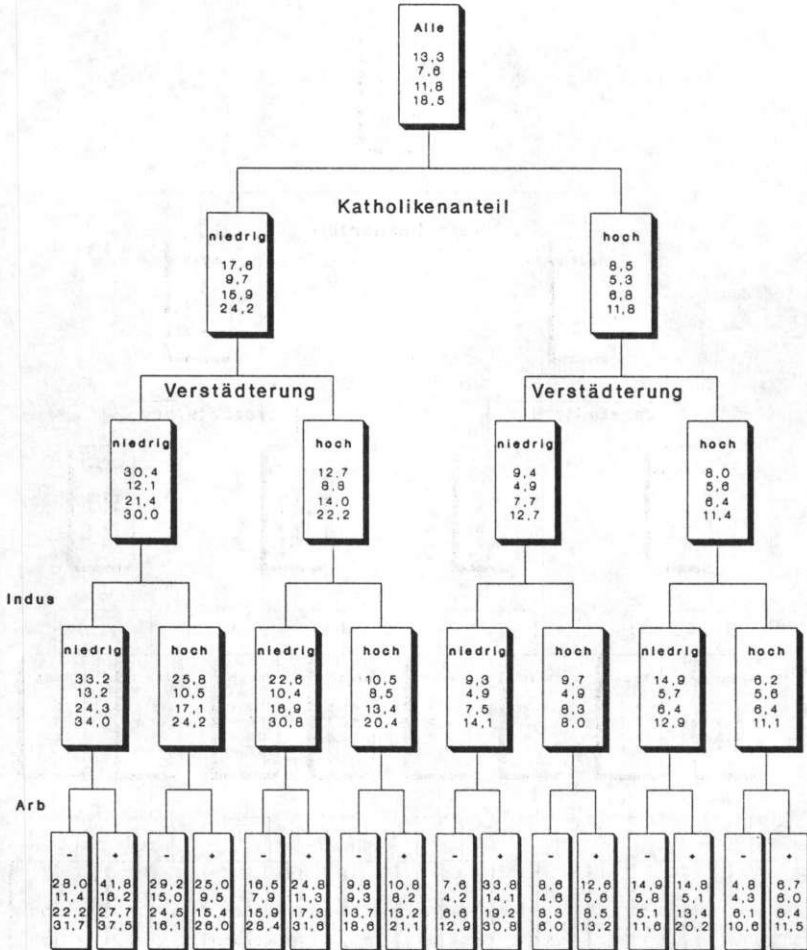 Alle
13,3
7,6
11,8
18,5
Katholikenanteil
niedrig hoch
17,6 8,5
9,7 5,3
15,9 6,8
24,2 11,8
Verstädterung Verstädterung
niedrig hoch niedrig hoch
30,4 12,7 9,4 8,0
12,1 8,8 4,9 5,6
21,4 14,0 7,7 6,4
30,0 22,2 12,7 11,4
Indus
niedrig hoch niedrig hoch niedrig hoch niedrig hoch
33,2 25,8 22,6 10,5 9,3 9,7 14,9 6,2
13,2 10,5 10,4 8,5 4,9 4,9 5,7 5,6
24,3 17,1 16,9 13,4 7,5 8,3 6,4 6,4
34,0 24,2 30,8 20,4 14,1 8,0 12,9 11,1
Arb
- + - + - + - + - + - + - + - +
28,0 41,8 29,2 25,0 16,5 24,8 9,8 10,8 7,6 33,8 8,6 12,6 14,9 14,8 4,8 6,7
11,4 16,2 15,0 9,5 7,9 11,3 9,3 8,2 4,2 14,1 4,6 5,6 5,8 5,1 4,3 6,0
22,2 27,7 24,5 15,4 15,9 17,3 13,7 13,2 6,6 19,2 8,3 8,5 5,1 13,4 6,1 6,4
31,7 37,5 16,1 26,0 28,4 31,6 18,6 21,1 12,9 30,8 6,0 13,2 11,6 20,2 10,6 11,5